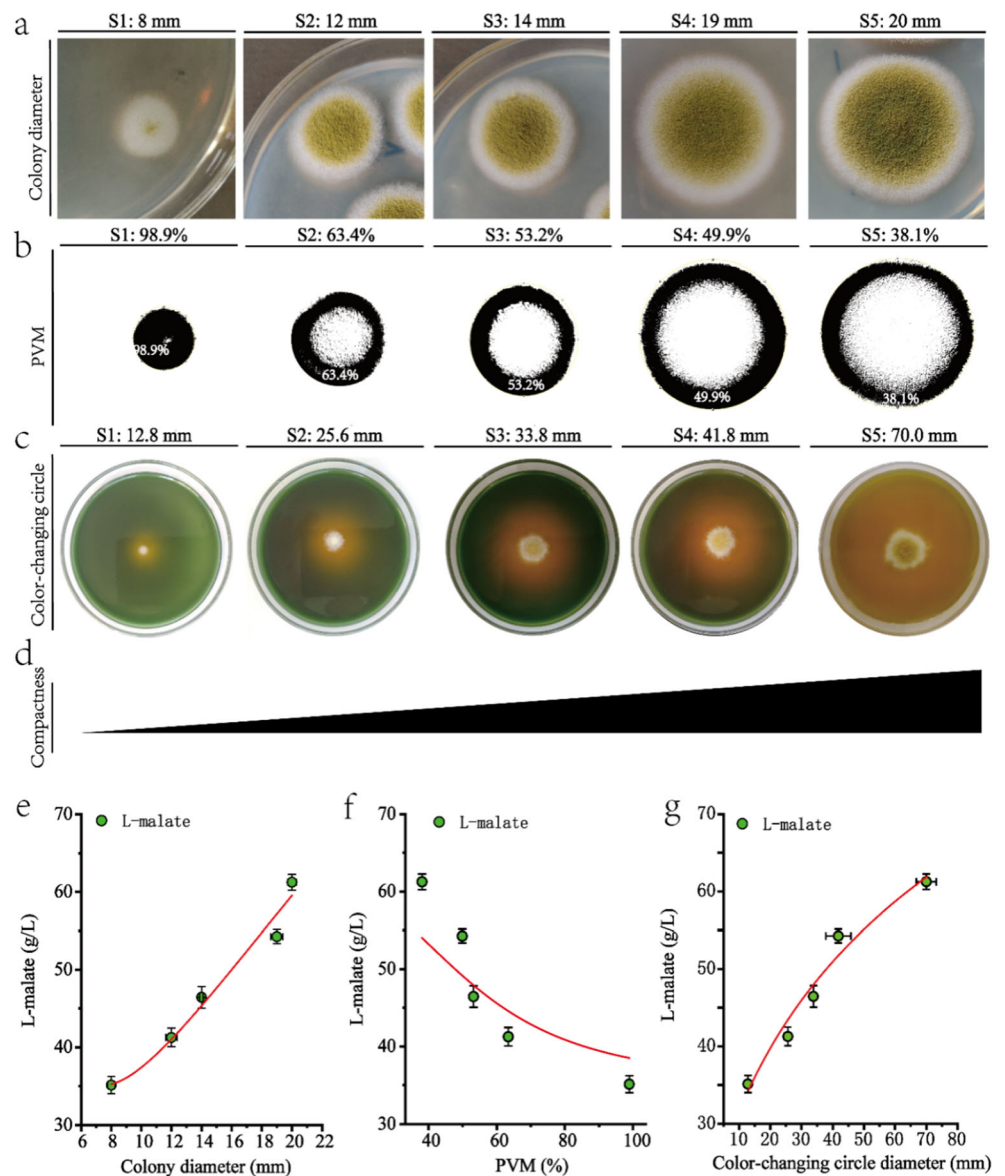 a
S1: 8 mm S2: 12 mm S3: 14 mm S4: 19 mm S5: 20 mm
Colony diameter
b
S1: 98.9% S2: 63.4% S3: 53.2% S4: 49.9% S5: 38.1%
PVM
98.9% 63.4% 53.2% 49.9% 38.1%
c
S1: 12.8 mm S2: 25.6 mm S3: 33.8 mm S4: 41.8 mm S5: 70.0 mm
Color-changing circle
d
Compactness
e
L-malate
L-malate (g/L)
70
60
50
40
30
6 8 10 12 14 16 18 20 22
Colony diameter (mm)
f
L-malate
L-malate (g/L)
70
60
50
40
30
40 60 80 100
PVM (%)
g
L-malate
L-malate (g/L)
70
60
50
40
30
10 20 30 40 50 60 70 80
Color-changing circle diameter (mm)